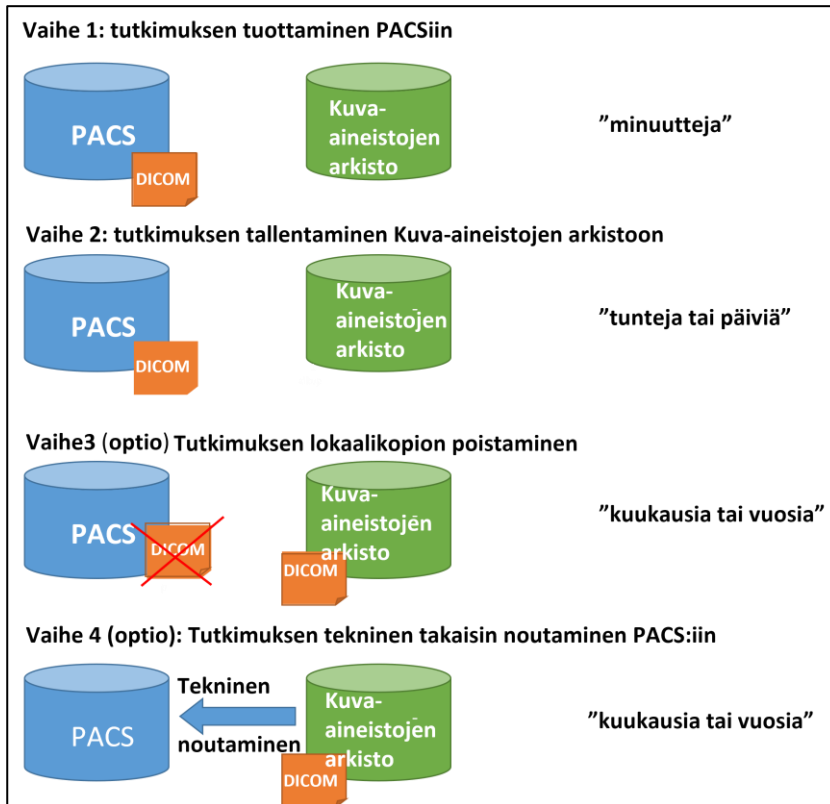 Vaihe 1: tutkimuksen tuottaminen PACSiin
PACS
DICOM
Kuva-
aineistojen
arkisto
”minuutteja”
Vaihe 2: tutkimuksen tallentaminen Kuva-aineistojen arkistoon
PACS
DICOM
Kuva-
aineistojen
arkisto
”tunteja tai päiviä”
Vaihe3 (optio) Tutkimuksen lokaalikopion poistaminen
PACS
DICOM
Kuva-
aineistojen
arkisto
DICOM
”kuukausia tai vuosia”
Vaihe 4 (optio): Tutkimuksen tekninen takaisin noutaminen PACS:iin
PACS
Tekninen
noutaminen
Kuva-
aineistojen
arkisto
DICOM
”kuukausia tai vuosia”